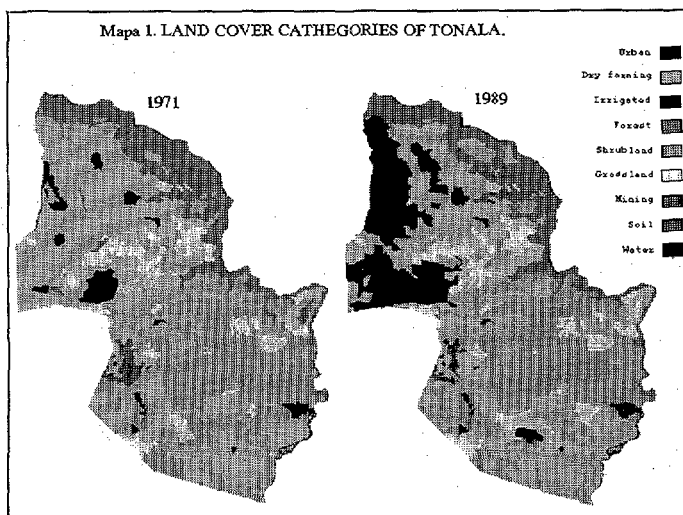 Mapa 1. LAND COVER CATHEGORIES OF TONALA.
1971
1989
Urban
Dry farming
Irrigated
Forest
Shrubland
Grassland
Mining
Soil
Water